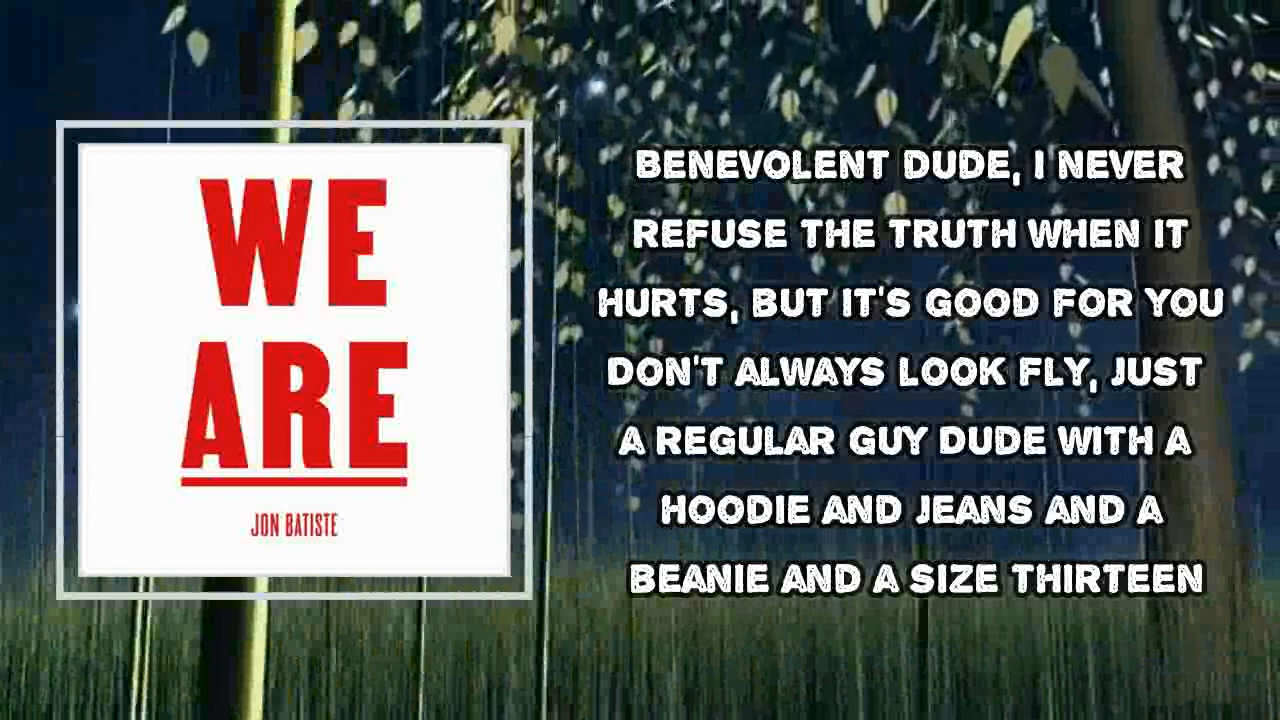 WE
ARE
JON BATISTE
BENEVOLENT DUDE, I NEVER
REFUSE THE TRUTH WHEN IT
HURTS, BUT IT'S GOOD FOR YOU
DON'T ALWAYS LOOK FLY, JUST
A REGULAR GUY DUDE WITH A
HOODIE AND JEANS AND A
BEANIE AND A SIZE THIRTEEN